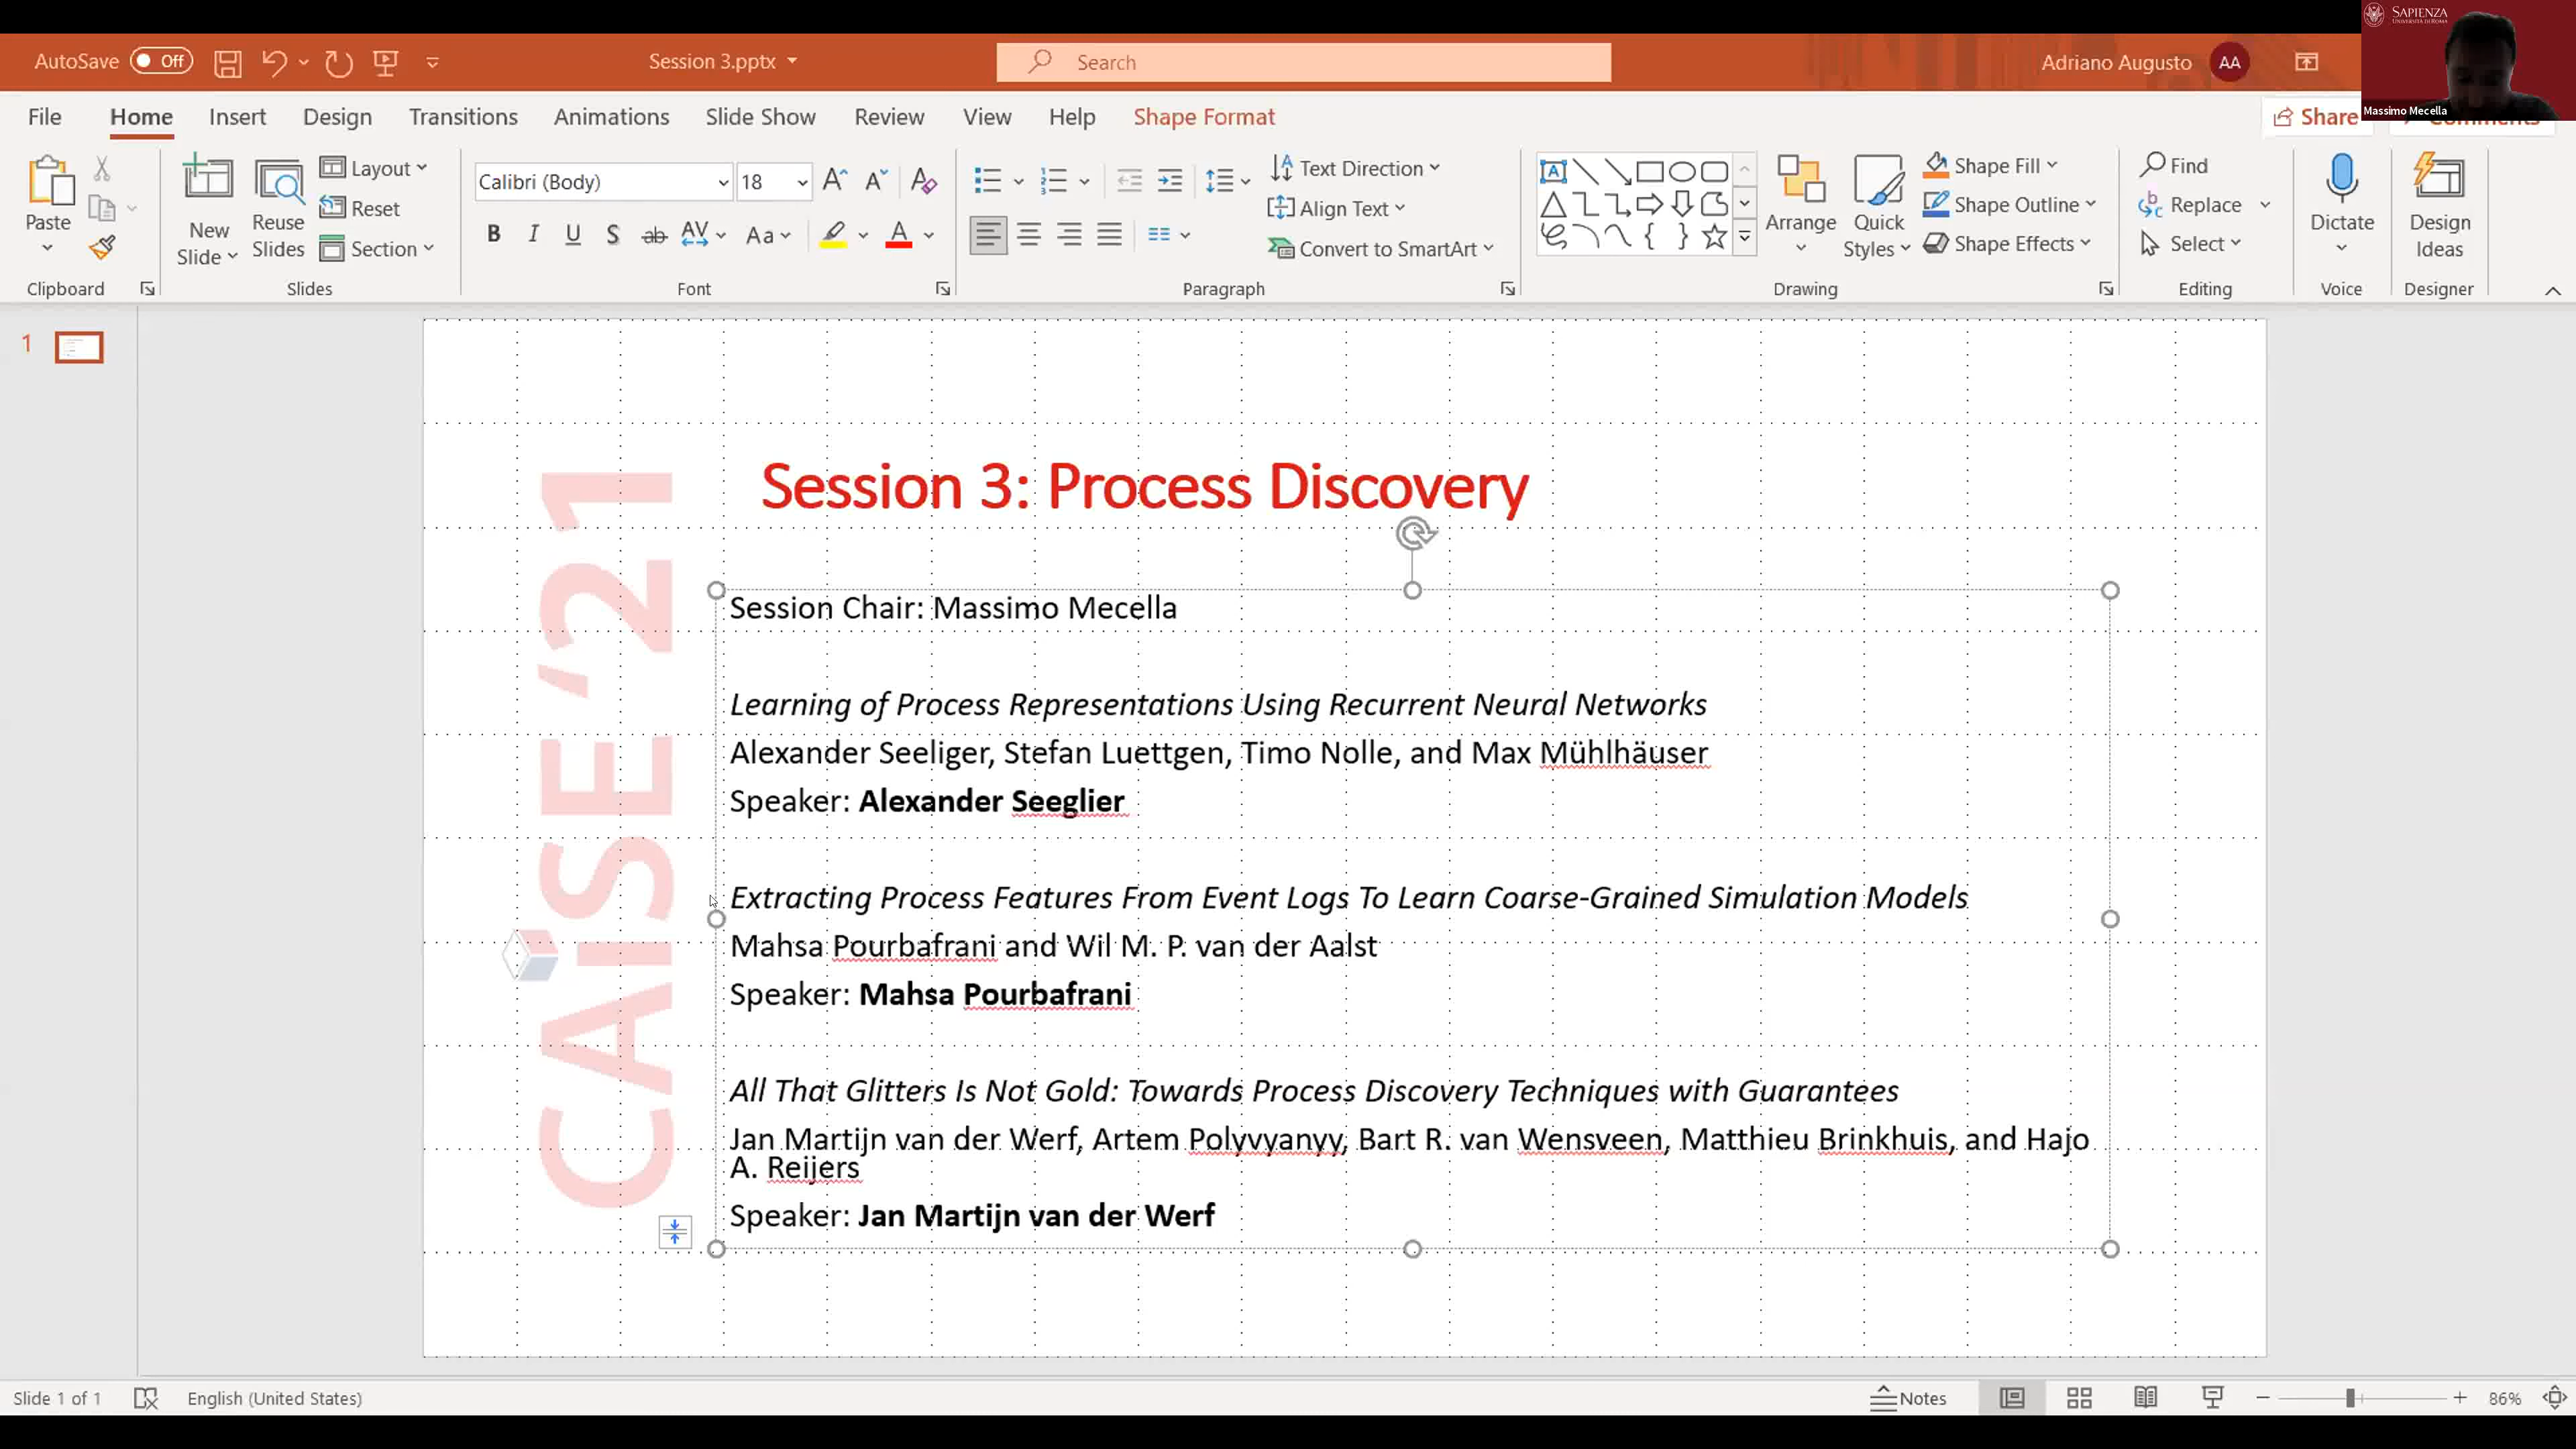 SAPIENZA
UNIVERSITÀ DI ROMA
Massimo Mecella
AutoSave Off
Session 3.pptx
Search
Adriano Augusto AA
File Home Insert Design Transitions Animations Slide Show Review View Help Shape Format
Share
Paste
New Slide
Reuse Slides
Layout
Reset
Section
Calibri (Body) 18
Text Direction
Align Text
Convert to SmartArt
Arrange
Quick Styles
Shape Fill
Shape Outline
Shape Effects
Find
Replace
Select
Dictate
Design Ideas
Clipboard Slides Font Paragraph Drawing Editing Voice Designer
1
CAiSE '21
Session 3: Process Discovery
Session Chair: Massimo Mecella
Learning of Process Representations Using Recurrent Neural Networks
Alexander Seeliger, Stefan Luettgen, Timo Nolle, and Max Mühlhäuser
Speaker: Alexander Seeglier
Extracting Process Features From Event Logs To Learn Coarse-Grained Simulation Models
Mahsa Pourbafrani and Wil M. P. van der Aalst
Speaker: Mahsa Pourbafrani
All That Glitters Is Not Gold: Towards Process Discovery Techniques with Guarantees
Jan Martijn van der Werf, Artem Polyvyanyy, Bart R. van Wensveen, Matthieu Brinkhuis, and Hajo
A. Reijers
Speaker: Jan Martijn van der Werf
Slide 1 of 1 English (United States) Notes 86%